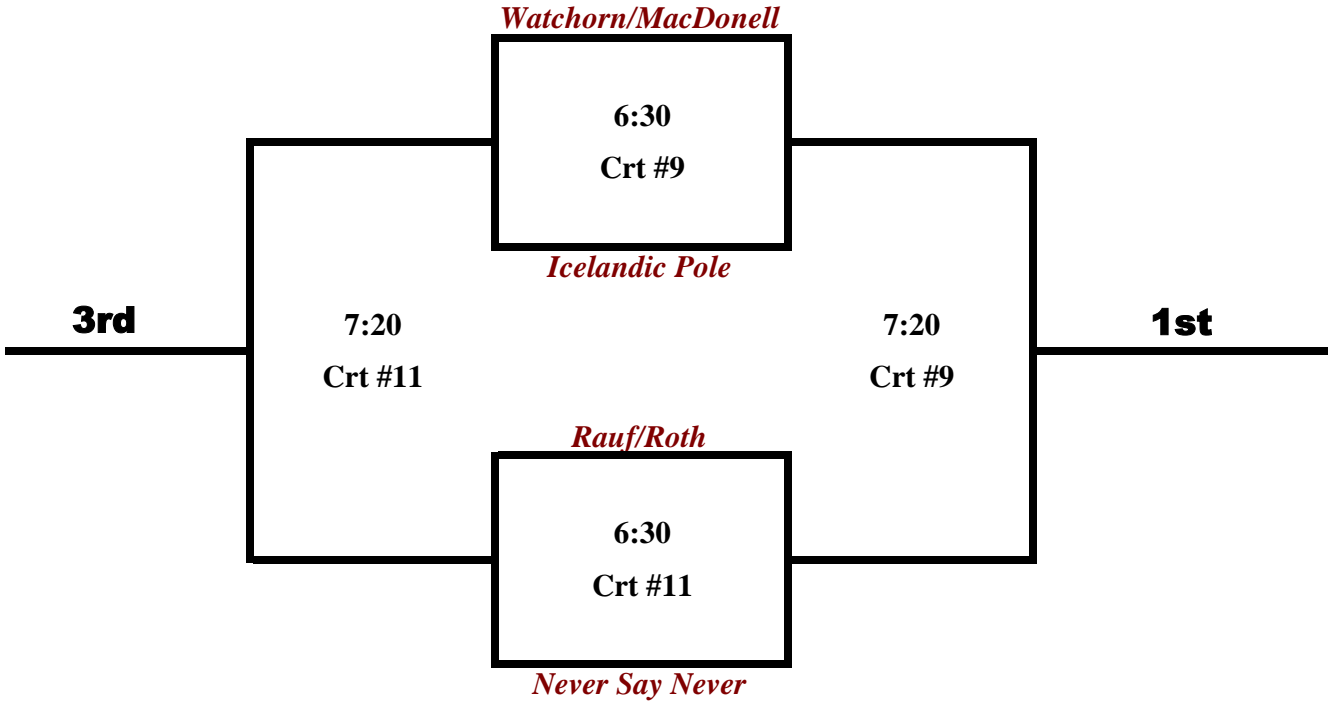 Watchorn/MacDonell
6:30
Crt #9
Icelandic Pole
3rd
7:20
Crt #11
7:20
Crt #9
1st
Rauf/Roth
6:30
Crt #11
Never Say Never